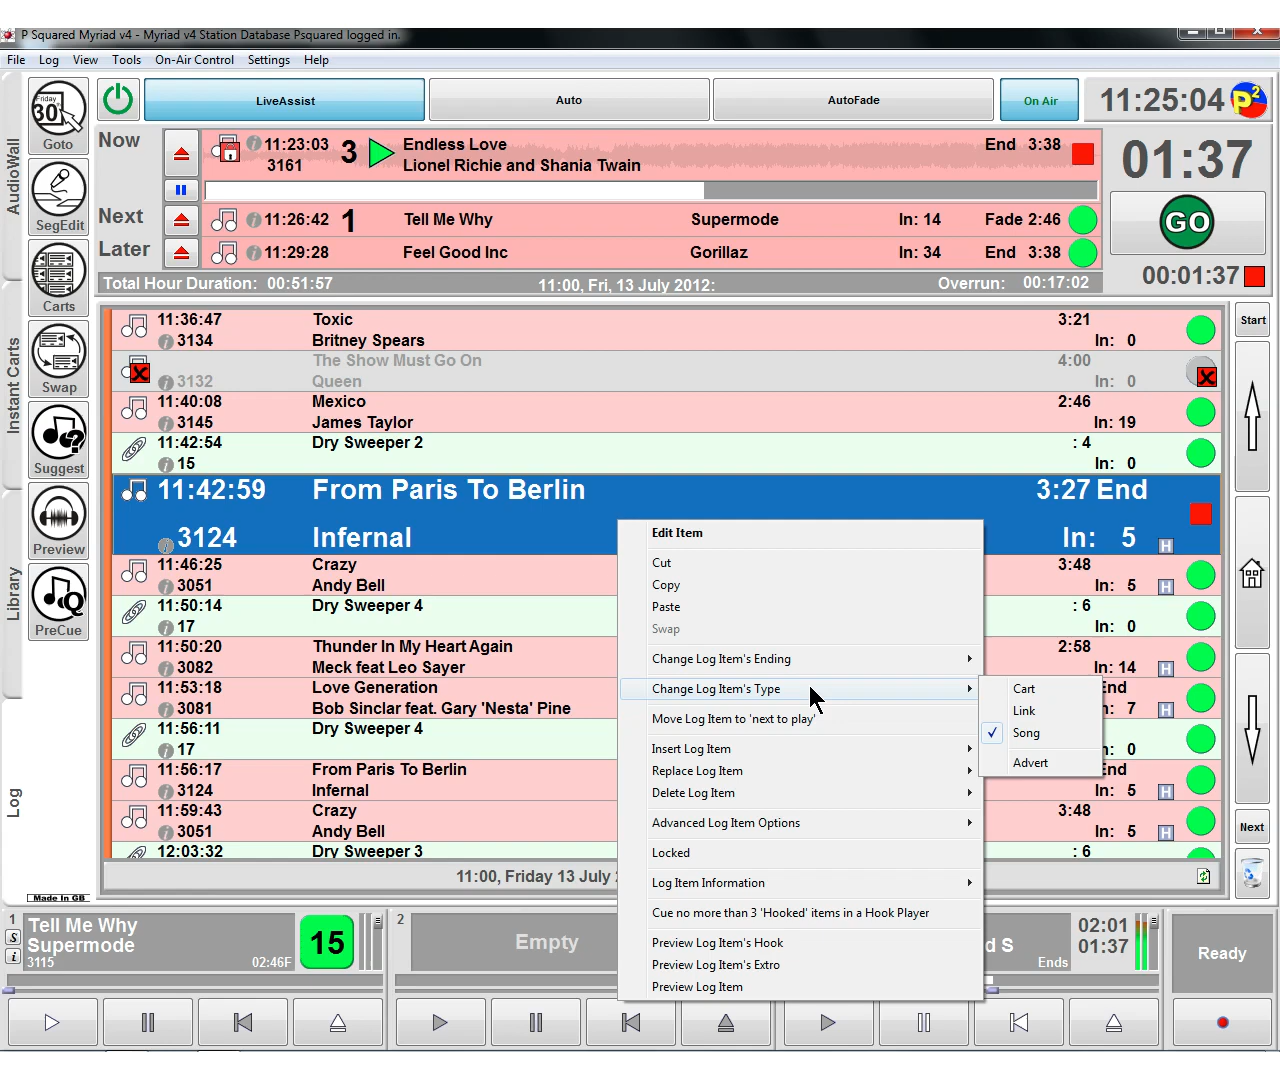 P Squared Myriad v4 - Myriad v4 Station Database Psquared logged in.
File Log View Tools On-Air Control Settings Help
AudioWall
Instant Carts
Library
Log
Friday
30
Goto
SegEdit
Carts
Swap
Suggest
Preview
PreCue
Made In GB
LiveAssist Auto AutoFade On Air 11:25:04 P2
Now 11:23:03 3 Endless Love End 3:38
3161 Lionel Richie and Shania Twain
01:37
GO
00:01:37
Next 11:26:42 1 Tell Me Why Supermode In: 14 Fade 2:46
Later 11:29:28 Feel Good Inc Gorillaz In: 34 End 3:38
Total Hour Duration: 00:51:57 11:00, Fri, 13 July 2012: Overrun: 00:17:02
11:36:47 Toxic 3:21
3134 Britney Spears In: 0
The Show Must Go On 4:00
3132 Queen In: 0
11:40:08 Mexico 2:46
3145 James Taylor In: 19
11:42:54 Dry Sweeper 2 : 4
15 In: 0
11:42:59 From Paris To Berlin 3:27 End
3124 Infernal In: 5 H
11:46:25 Crazy 3:48
3051 Andy Bell In: 5 H
11:50:14 Dry Sweeper 4 : 6
17 In: 0
11:50:20 Thunder In My Heart Again 2:58
3082 Meck feat Leo Sayer In: 14 H
11:53:18 Love Generation
3081 Bob Sinclar feat. Gary 'Nesta' Pine 7 H
11:56:11 Dry Sweeper 4
17 0
11:56:17 From Paris To Berlin
3124 Infernal In: 5 H
11:59:43 Crazy 3:48
3051 Andy Bell In: 5 H
12:03:32 Dry Sweeper 3 : 6
11:00, Friday 13 July
Start
Next
Edit Item
Cut
Copy
Paste
Swap
Change Log Item's Ending
Change Log Item's Type
Move Log Item to 'next to play'
Insert Log Item
Replace Log Item
Delete Log Item
Advanced Log Item Options
Locked
Log Item Information
Cue no more than 3 'Hooked' items in a Hook Player
Preview Log Item's Hook
Preview Log Item's Extro
Preview Log Item
Cart
Link
Song
Advert
1 Tell Me Why
S Supermode
i 3115 02:46F
15
2 Empty
d S
Ends
02:01
01:37
Ready